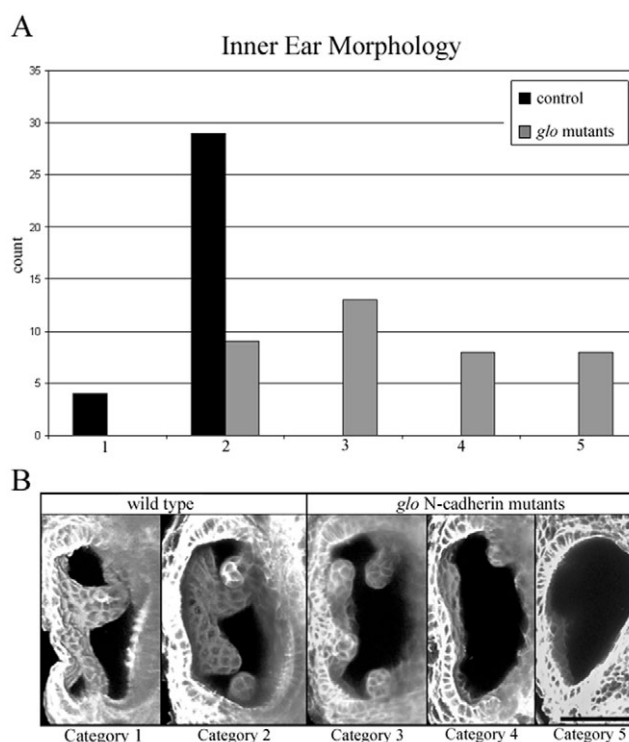 A
Inner Ear Morphology
35
30
25
20
15
10
5
0
count
control
glo mutants
1 2 3 4 5
B
wild type
glo N-cadherin mutants
Category 1 Category 2 Category 3 Category 4 Category 5